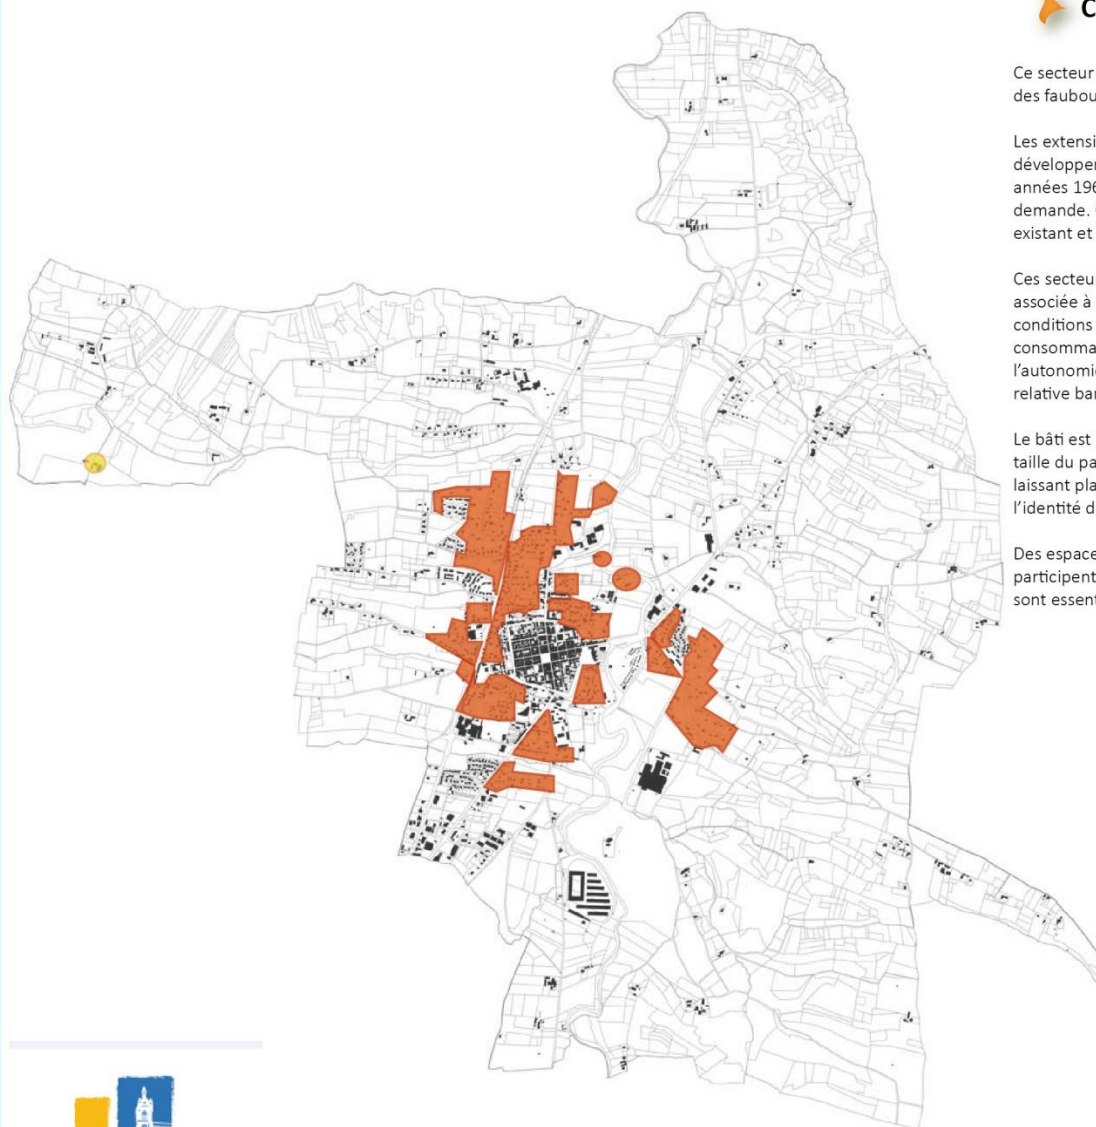 C
Ce secteur
des faubou
Les extensi
développer
années 196
demande.
existant et
Ces secteu
associée à
conditions
consomma
l'autonomi
relative bar
Le bâti est
taille du pa
laissant pla
l'identité d
Des espace
participent
sont essent